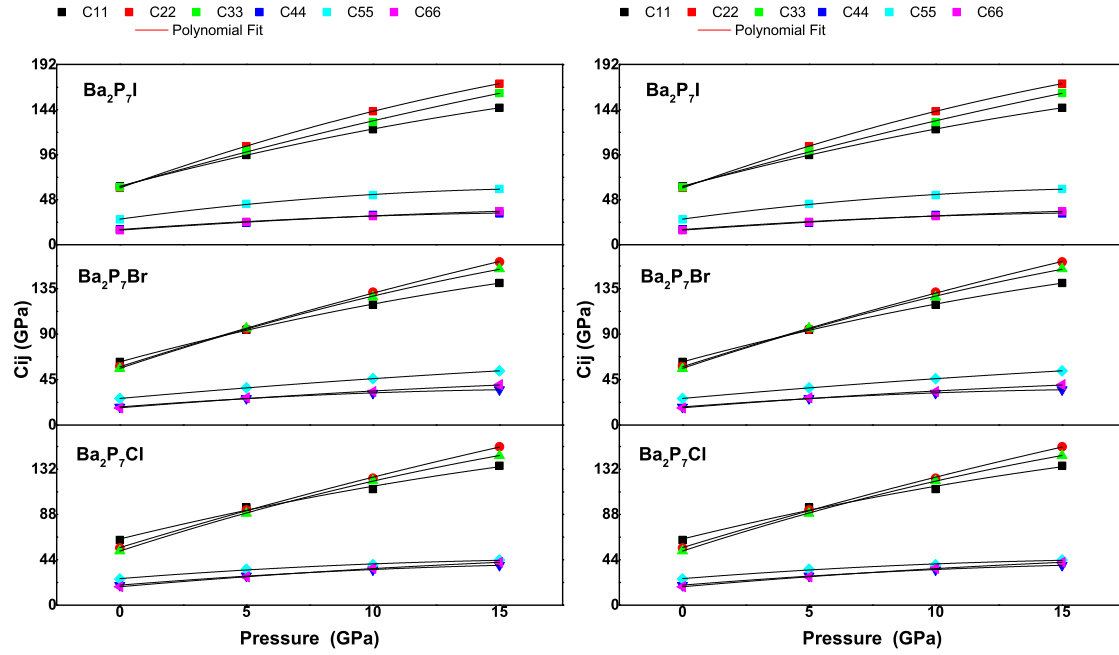 C11 C22 C33 C44 C55 C66
Polynomial Fit
192
144
96
48
0
Ba₂P₇I
135
90
45
0
Ba₂P₇Br
132
88
44
0
Ba₂P₇Cl
Cij (GPa)
0 5 10 15
Pressure (GPa)
C11 C22 C33 C44 C55 C66
Polynomial Fit
192
144
96
48
0
Ba₂P₇I
135
90
45
0
Ba₂P₇Br
132
88
44
0
Ba₂P₇Cl
Cij (GPa)
0 5 10 15
Pressure (GPa)